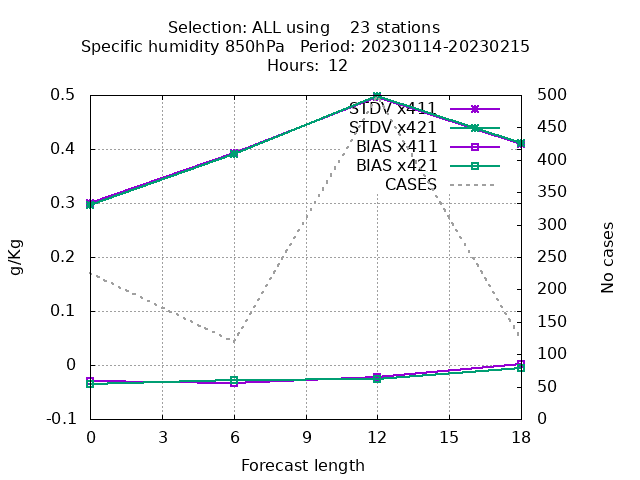 Selection: ALL using 23 stations
Specific humidity 850hPa Period: 20230114-20230215
Hours: 12
0.5
0.4
0.3
0.2
0.1
0
-0.1
g/Kg
STDV x411
STDV x421
BIAS x411
BIAS x421
CASES
500
450
400
350
300
250
200
150
100
50
0
No cases
0 3 6 9 12 15 18
Forecast length